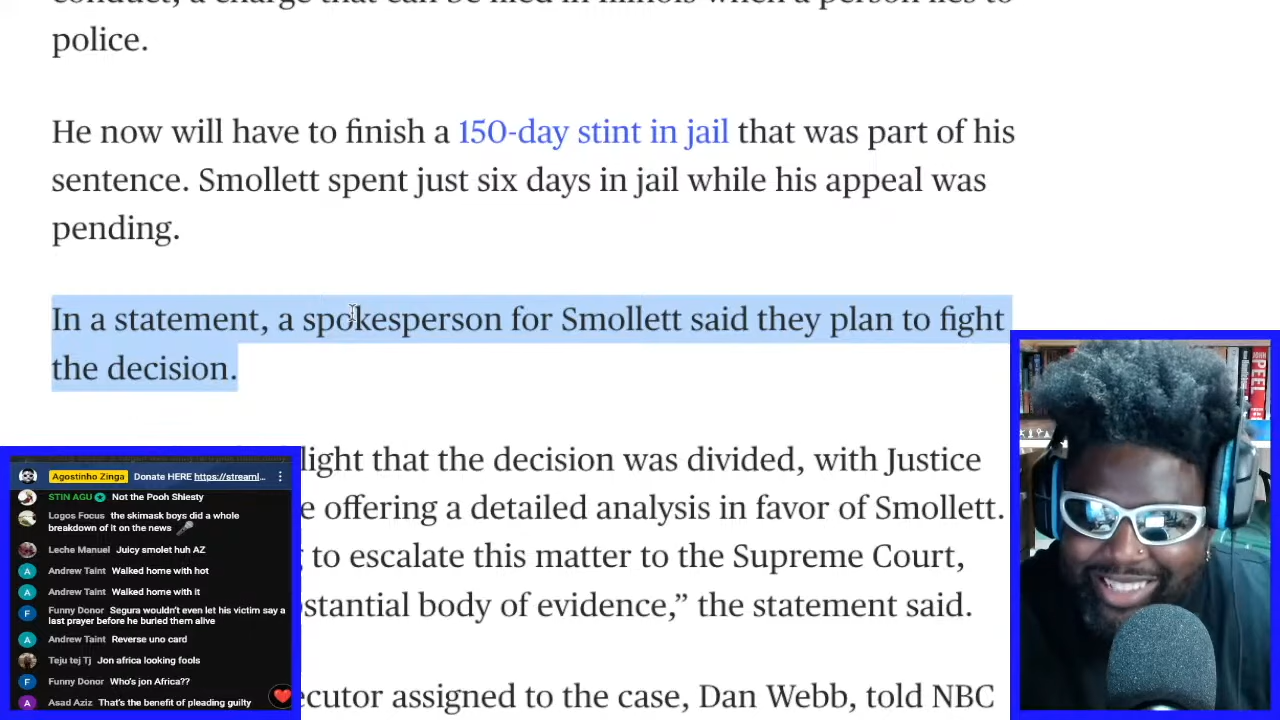 police.
He now will have to finish a 150-day stint in jail that was part of his
sentence. Smollett spent just six days in jail while his appeal was
pending.
In a statement, a spokesperson for Smollett said they plan to fight
the decision.
light that the decision was divided, with Justice
offering a detailed analysis in favor of Smollett.
to escalate this matter to the Supreme Court,
bstantial body of evidence,” the statement said.
ecutor assigned to the case, Dan Webb, told NBC
Agostinho Zinga Donate HERE https://streaml...
STIN AGU Not the Pooh Shiesty
Logos Focus the skimask boys did a whole
breakdown of it on the news
Leche Manuel Juicy smolet huh AZ
A Andrew Taint Walked home with hot
A Andrew Taint Walked home with it
F Funny Donor Segura wouldn't even let his victim say a
last prayer before he buried them alive
A Andrew Taint Reverse uno card
Teju tej Tj Jon africa looking fools
F Funny Donor Who's jon Africa??
A Asad Aziz That's the benefit of pleading guilty
PEEL